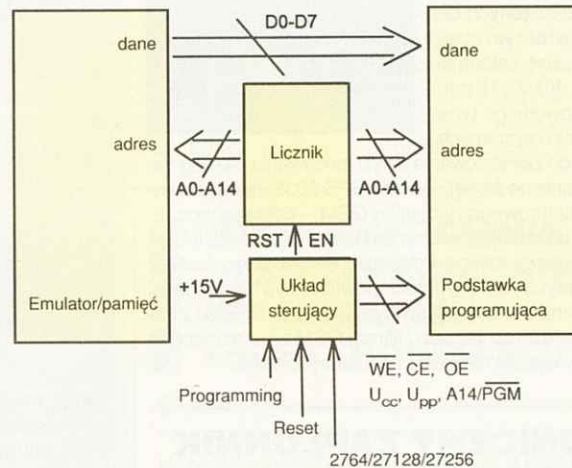 D0-D7
dane
dane
Licznik
adres
adres
A0-A14
A0-A14
RST
EN
+15V
Układ
sterujący
Emulator/pamięć
Podstawka
programująca
WE, CE, OE
Programming
Ucc, Upp, A14/PGM
Reset
2764/27128/27256